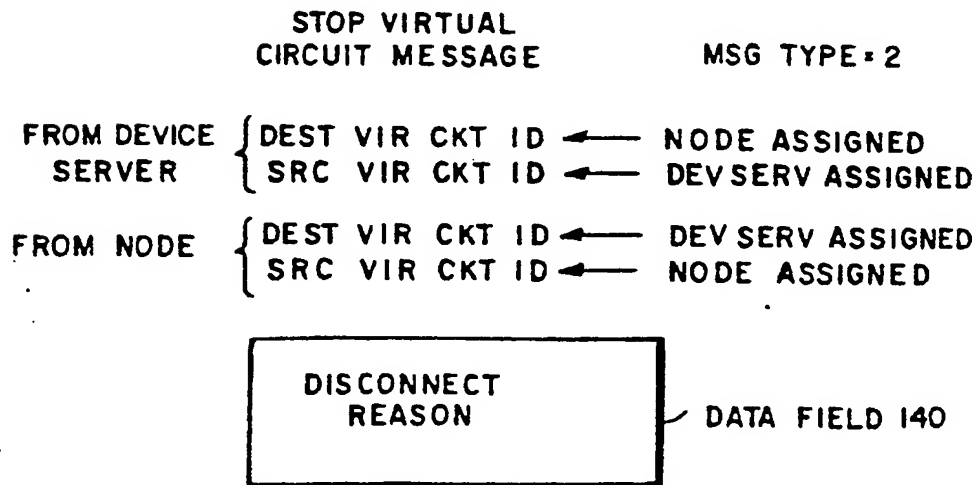 STOP VIRTUAL
CIRCUIT MESSAGE
MSG TYPE = 2
FROM DEVICE
SERVER
DEST VIR CKT ID ← NODE ASSIGNED
SRC VIR CKT ID ← DEV SERV ASSIGNED
FROM NODE
DEST VIR CKT ID ← DEV SERV ASSIGNED
SRC VIR CKT ID ← NODE ASSIGNED
DISCONNECT
REASON
DATA FIELD 140